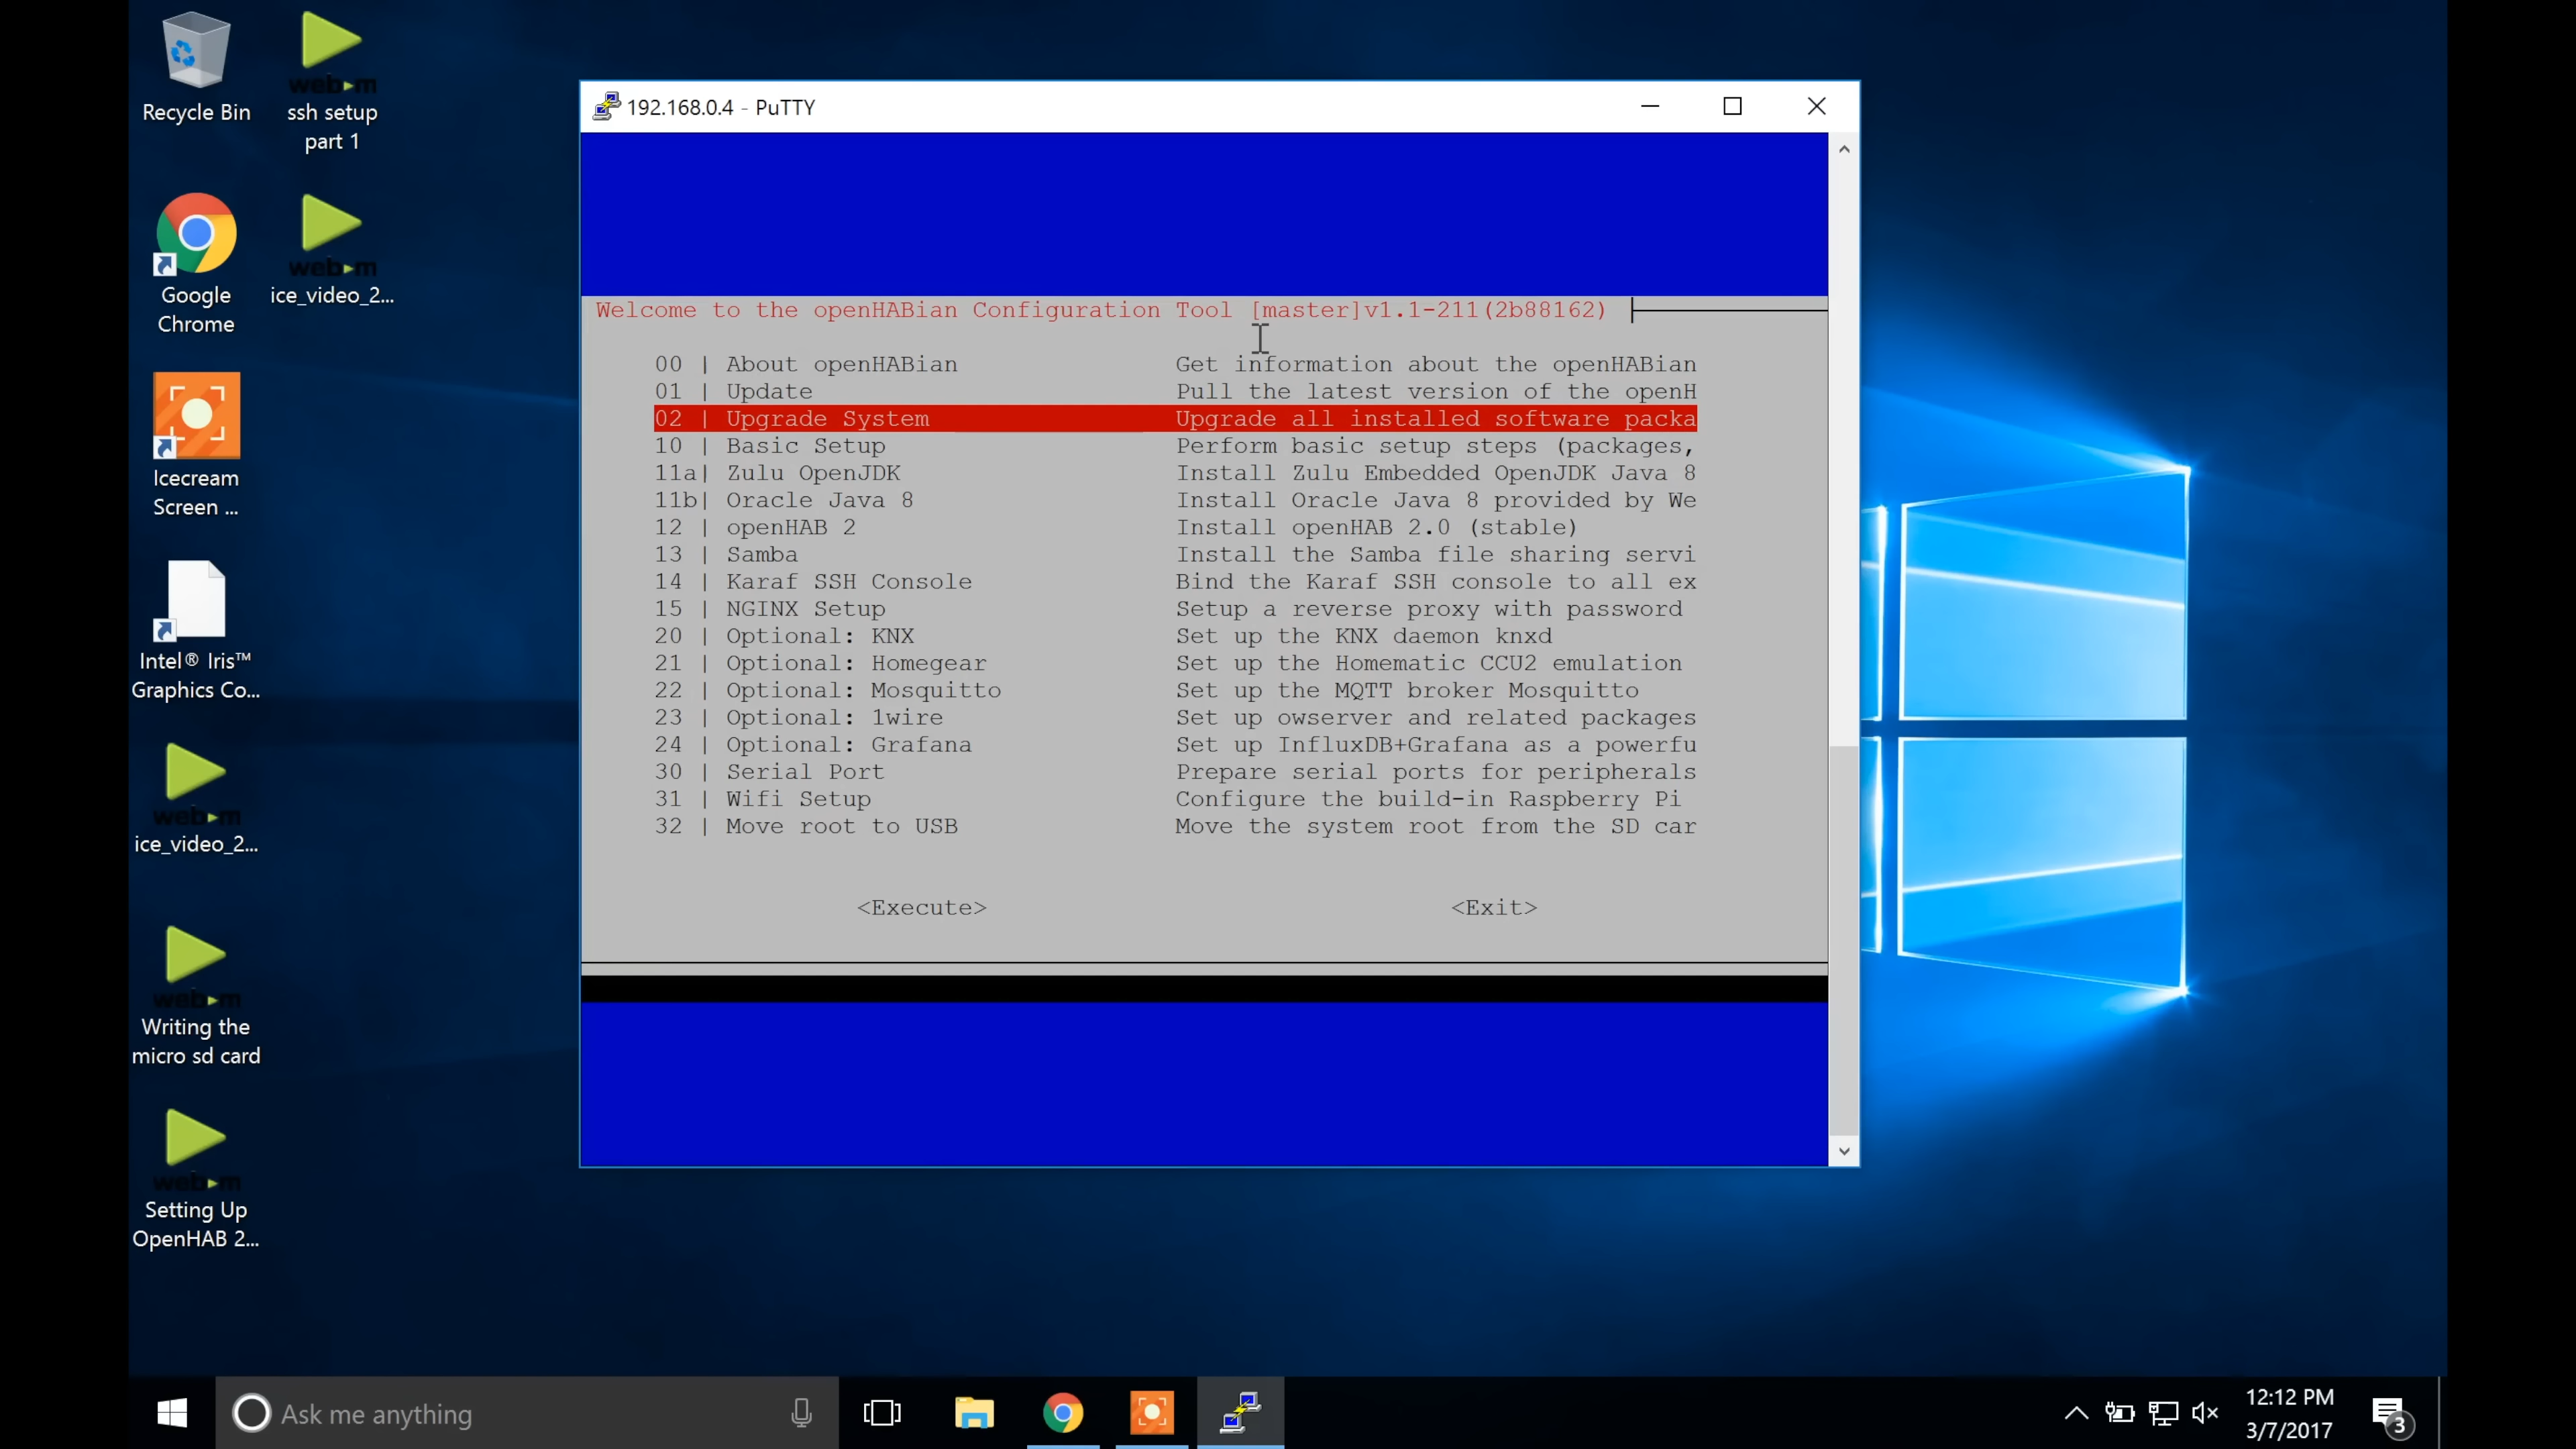 Recycle Bin
web-m
ssh setup
part 1
Google
Chrome
web-m
ice_video_2...
Icecream
Screen ...
Intel® Iris™
Graphics Co...
web-m
ice_video_2...
web-m
Writing the
micro sd card
web-m
Setting Up
OpenHAB 2...
192.168.0.4 - PuTTY
Welcome to the openHABian Configuration Tool [master]v1.1-211(2b88162)
00 | About openHABian Get information about the openHABian
01 | Update Pull the latest version of the openH
02 | Upgrade System Upgrade all installed software packa
10 | Basic Setup Perform basic setup steps (packages,
11a| Zulu OpenJDK Install Zulu Embedded OpenJDK Java 8
11b| Oracle Java 8 Install Oracle Java 8 provided by We
12 | openHAB 2 Install openHAB 2.0 (stable)
13 | Samba Install the Samba file sharing servi
14 | Karaf SSH Console Bind the Karaf SSH console to all ex
15 | NGINX Setup Setup a reverse proxy with password
20 | Optional: KNX Set up the KNX daemon knxd
21 | Optional: Homegear Set up the Homematic CCU2 emulation
22 | Optional: Mosquitto Set up the MQTT broker Mosquitto
23 | Optional: 1wire Set up owserver and related packages
24 | Optional: Grafana Set up InfluxDB+Grafana as a powerfu
30 | Serial Port Prepare serial ports for peripherals
31 | Wifi Setup Configure the build-in Raspberry Pi
32 | Move root to USB Move the system root from the SD car
<Execute> <Exit>
Ask me anything
12:12 PM
3/7/2017
3